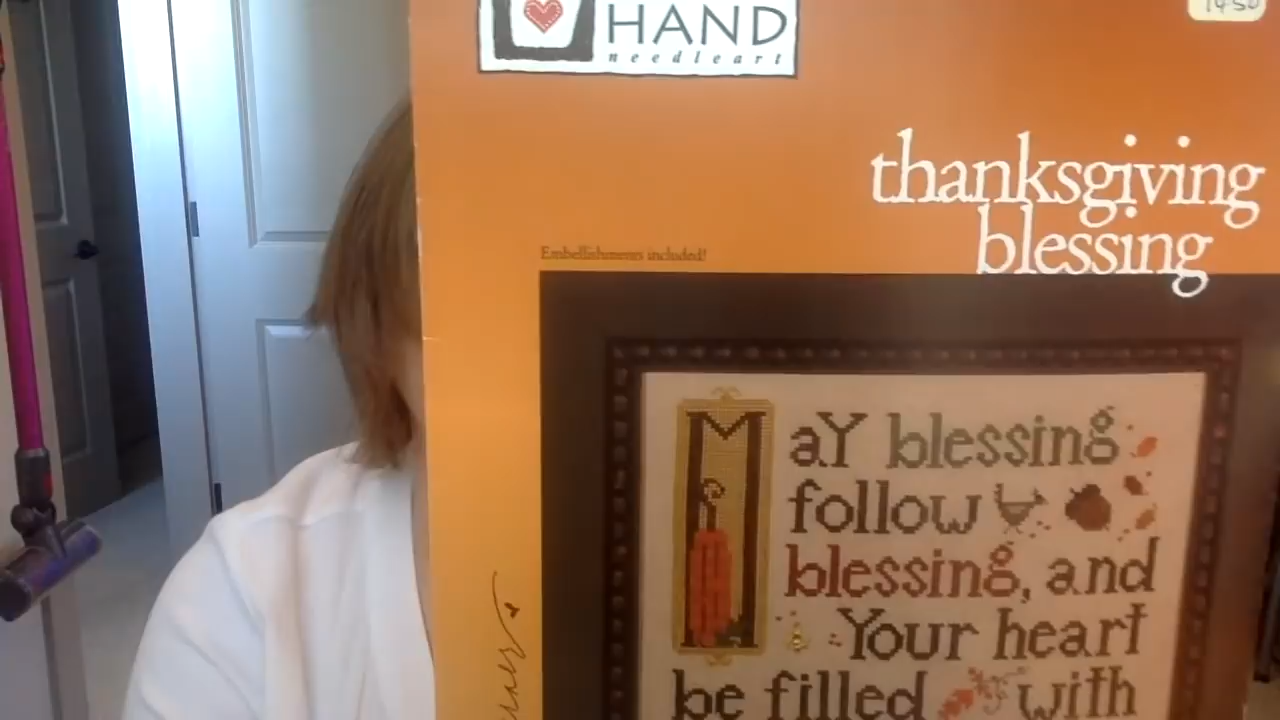 HAND
needleart
thanksgiving
blessing
Embellishments included!
May blessing
follow
blessing, and
Your heart
be filled with